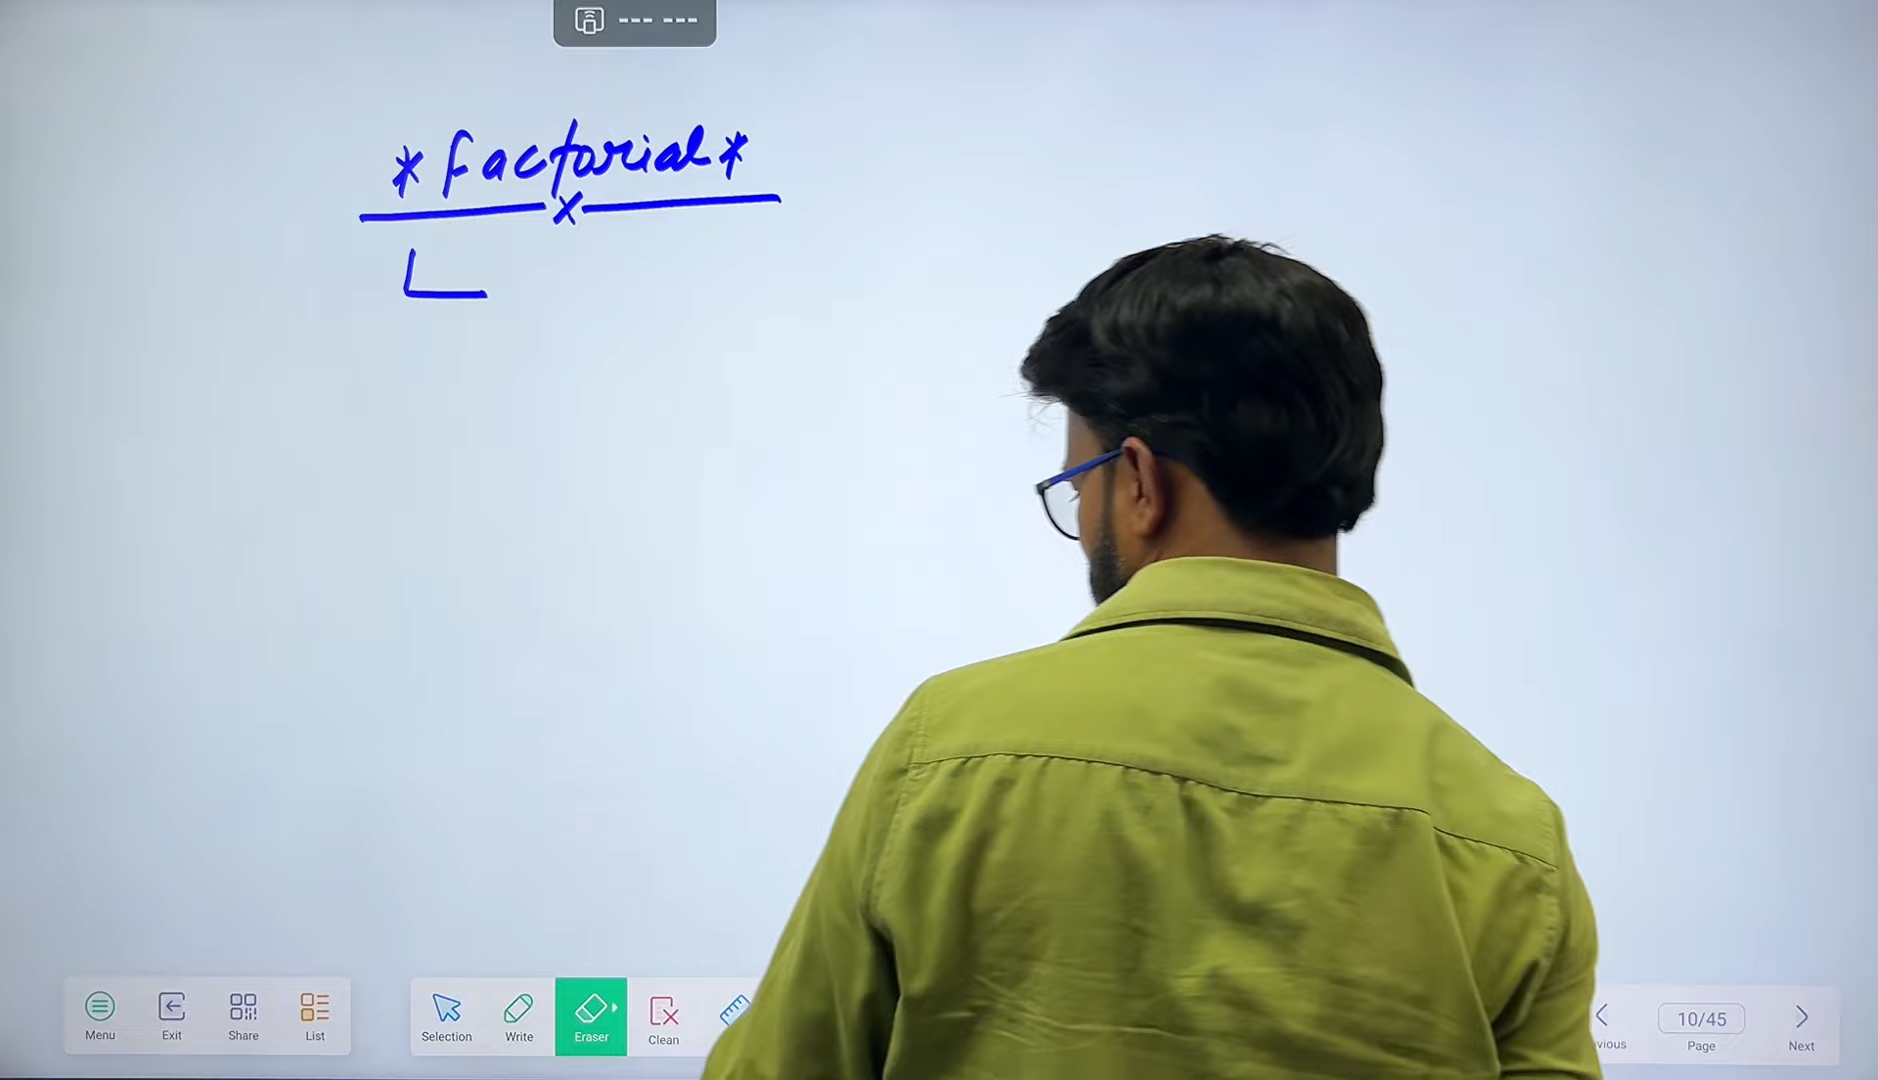 --- ---
*Factorial*
x
Menu Exit Share List Selection Write Eraser Clean 10/45 Page Next